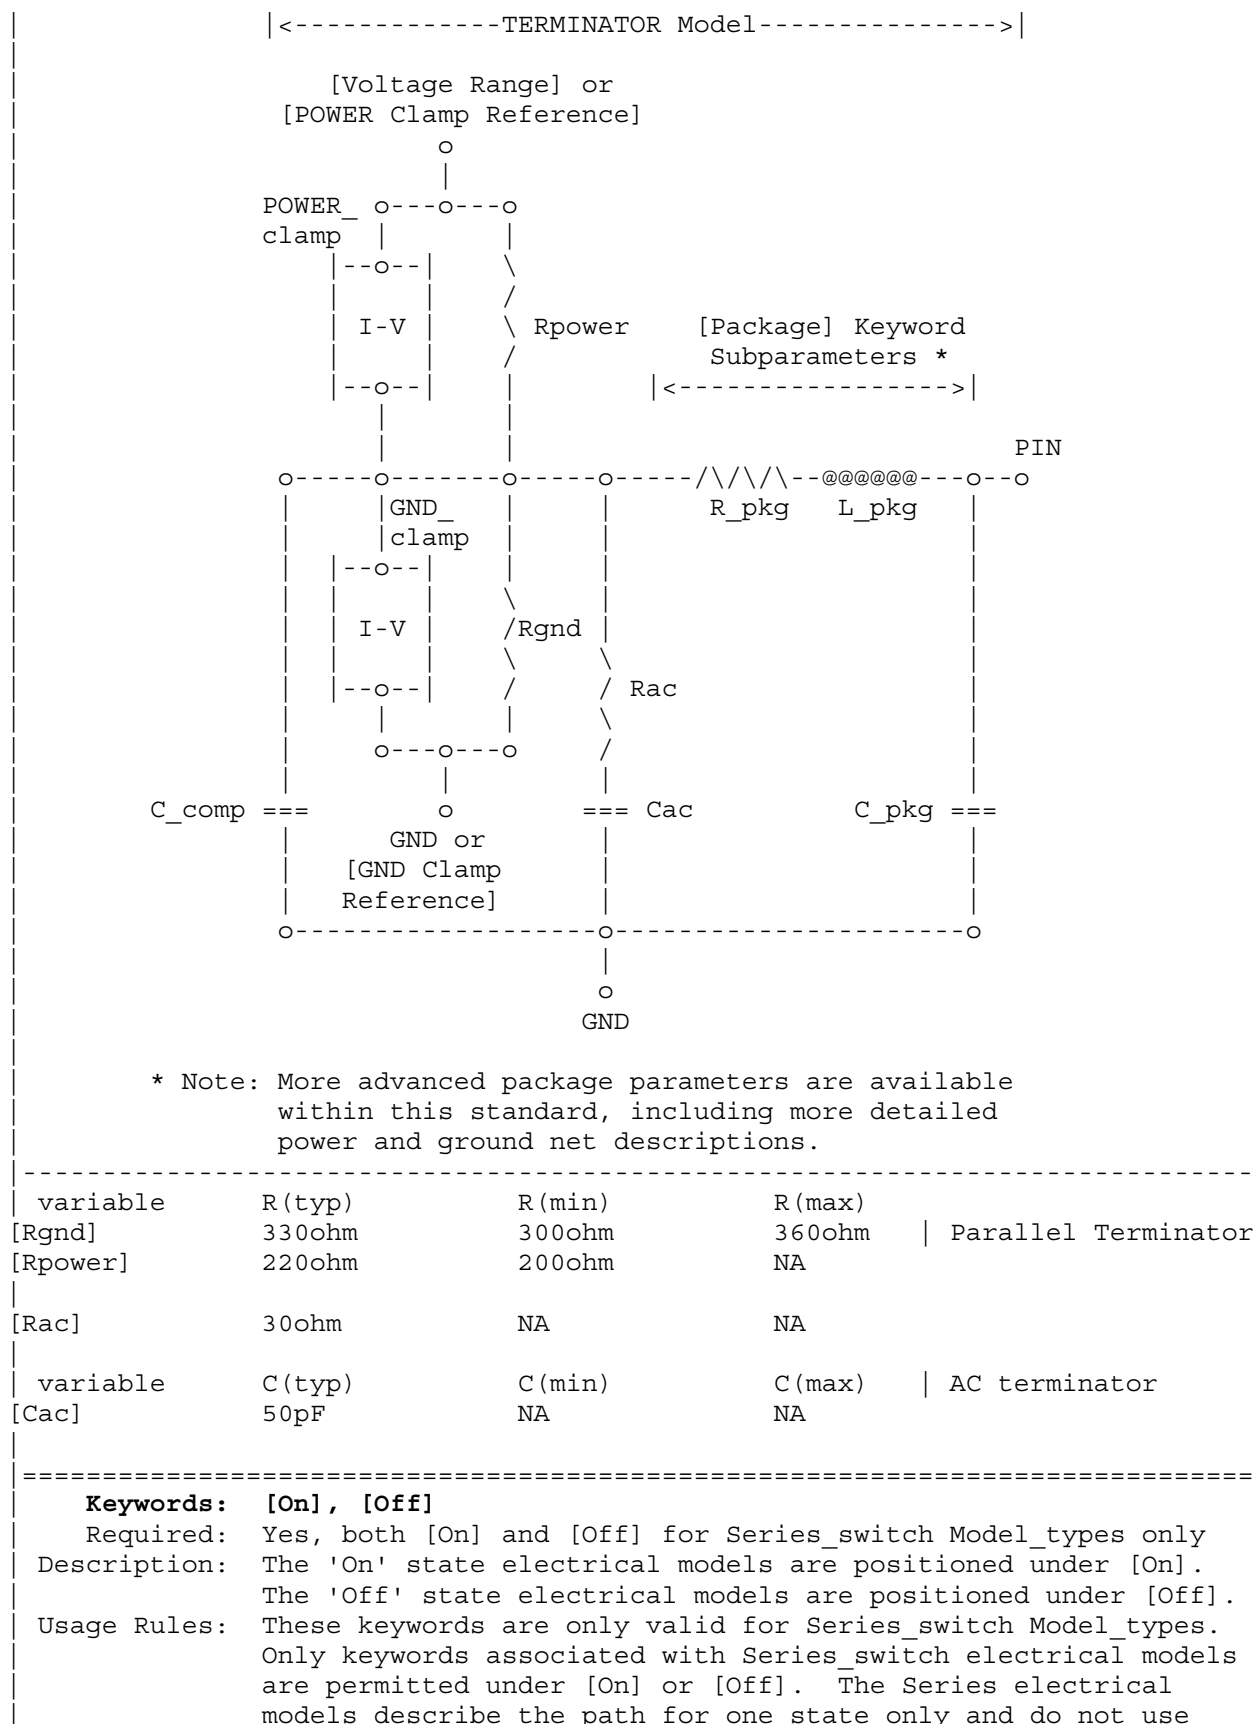 |               |<-------------TERMINATOR Model--------------->|
|
|                   [Voltage Range] or
|                [POWER Clamp Reference]
|                          o
|                          |
|               POWER_ o---o---o
|               clamp  |       |
|                   |--o--|    \
|                   |     |    /
|                   | I-V |    \ Rpower    [Package] Keyword
|                   |     |    /            Subparameters *
|                   |--o--|    |        |<----------------->|
|                      |       |
|                      |       |                               PIN
|                o-----o-------o-----o-----/\/\/\--@@@@@@---o--o
|                |     |GND_   |     |      R_pkg   L_pkg   |
|                |     |clamp  |     |                      |
|                |  |--o--|    |     |                      |
|                |  |     |    \     |                      |
|                |  | I-V |    /Rgnd |                      |
|                |  |     |    \     \                      |
|                |  |--o--|    /     / Rac                  |
|                |     |       |     \                      |
|                |     o---o---o     /                      |
|                |         |         |                      |
|        C_comp ===        o        === Cac          C_pkg ===
|                |      GND or       |                      |
|                |   [GND Clamp      |                      |
|                |   Reference]      |                      |
|                o-------------------o----------------------o
|                                    |
|                                    o
|                                   GND
|
|        * Note: More advanced package parameters are available
|                within this standard, including more detailed
|                power and ground net descriptions.
|-----------------------------------------------------------------------------
| variable      R(typ)          R(min)          R(max)
[Rgnd]          330ohm          300ohm          360ohm   | Parallel Terminator
[Rpower]        220ohm          200ohm          NA
|
[Rac]           30ohm           NA              NA
|
| variable      C(typ)          C(min)          C(max)   | AC terminator
[Cac]           50pF            NA              NA
|
|=============================================================================
|    Keywords:  [On], [Off]
|    Required:  Yes, both [On] and [Off] for Series_switch Model_types only
| Description:  The 'On' state electrical models are positioned under [On].
|               The 'Off' state electrical models are positioned under [Off].
| Usage Rules:  These keywords are only valid for Series_switch Model_types.
|               Only keywords associated with Series_switch electrical models
|               are permitted under [On] or [Off].  The Series electrical
|               models describe the path for one state only and do not use